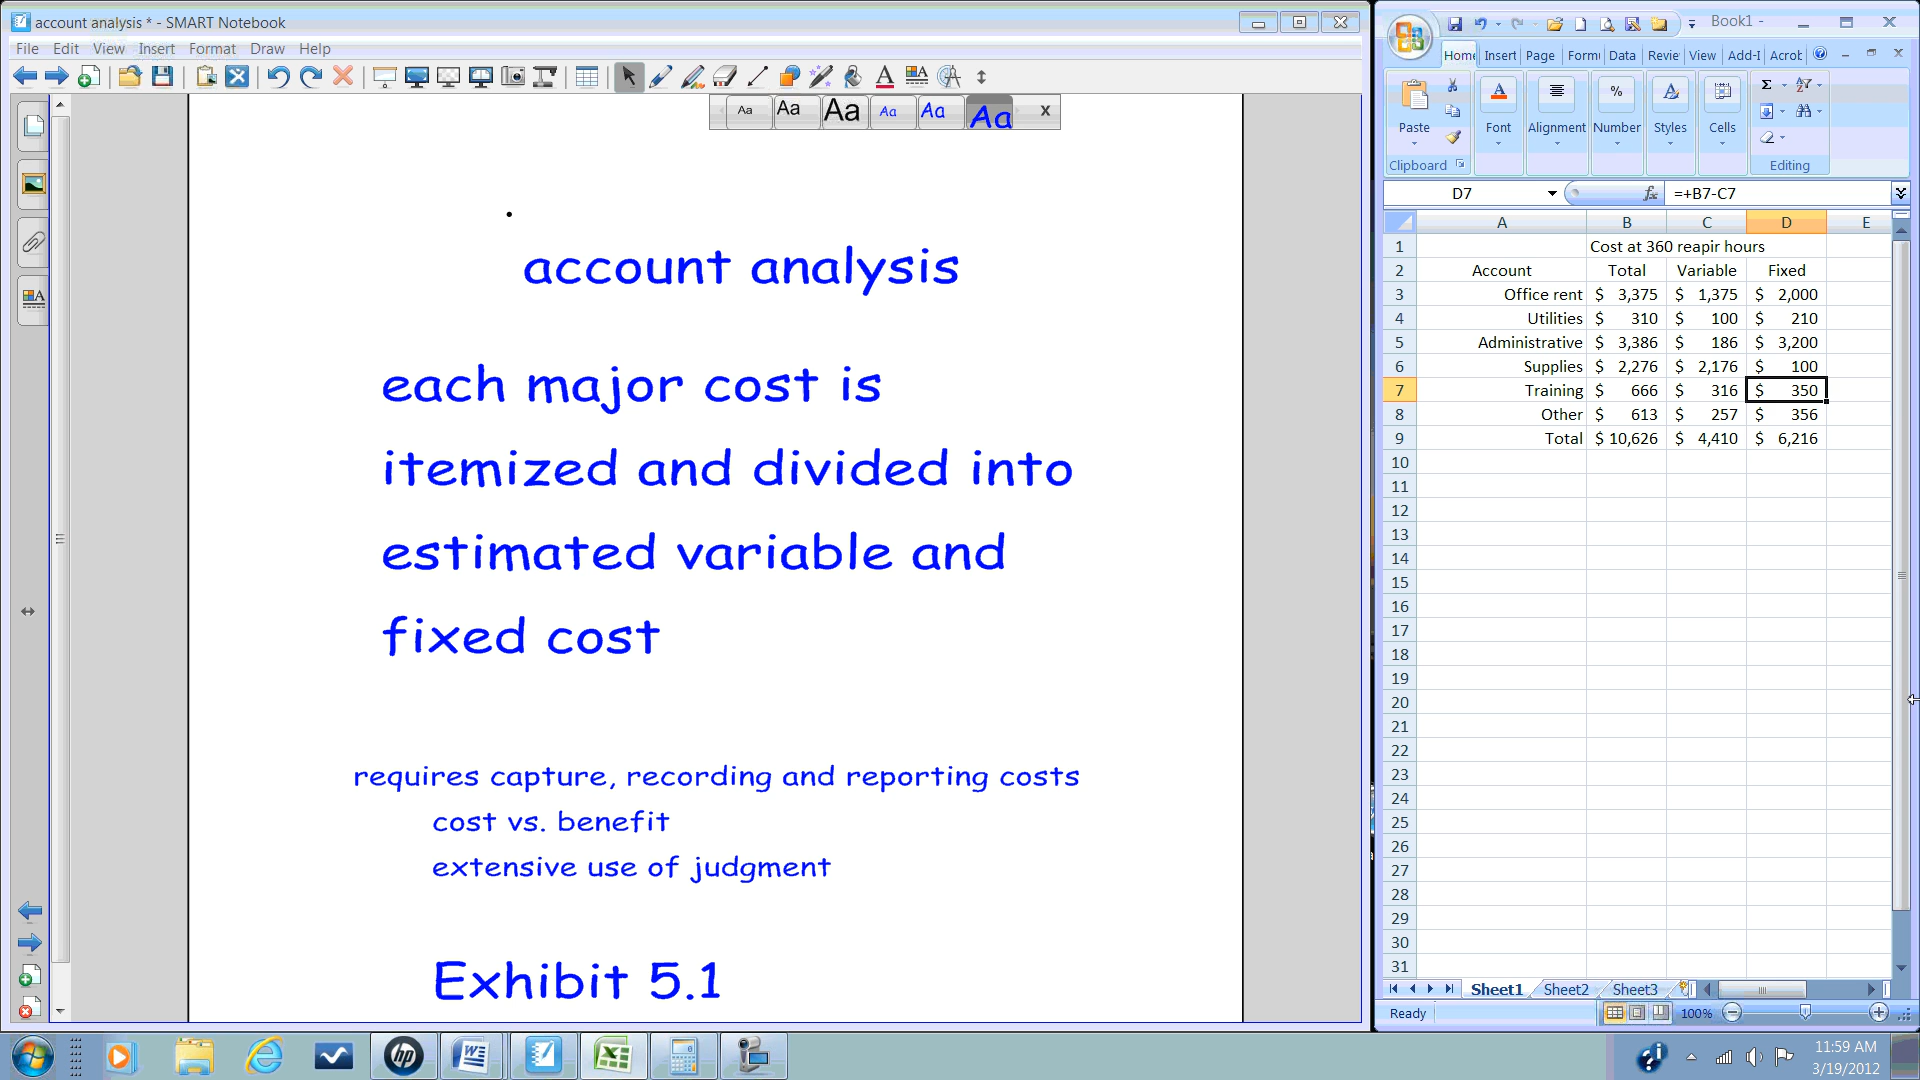 account analysis * - SMART Notebook
File Edit View Insert Format Draw Help
Aa Aa Aa Aa Aa Aa x
account analysis
each major cost is
itemized and divided into
estimated variable and
fixed cost
requires capture, recording and reporting costs
cost vs. benefit
extensive use of judgment
Exhibit 5.1
Book1 -
Home Insert Page Formu Data Revie View Add-I Acrob
Paste Font Alignment Number Styles Cells
Clipboard Editing
D7 fx =+B7-C7
A B C D E
1 Cost at 360 reapir hours
2 Account Total Variable Fixed
3 Office rent $ 3,375 $ 1,375 $ 2,000
4 Utilities $ 310 $ 100 $ 210
5 Administrative $ 3,386 $ 186 $ 3,200
6 Supplies $ 2,276 $ 2,176 $ 100
7 Training $ 666 $ 316 $ 350
8 Other $ 613 $ 257 $ 356
9 Total $ 10,626 $ 4,410 $ 6,216
10
11
12
13
14
15
16
17
18
19
20
21
22
23
24
25
26
27
28
29
30
31
Sheet1 Sheet2 Sheet3
Ready 100%
hp
11:59 AM
3/19/2012